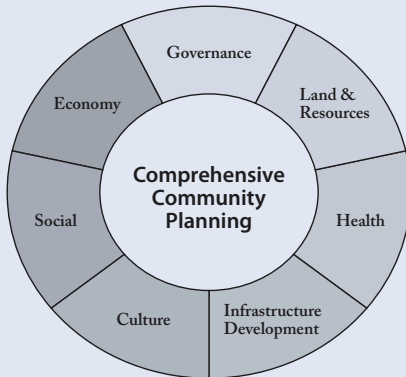 Governance
Land &
Resources
Health
Infrastructure
Development
Culture
Social
Economy
Comprehensive
Community
Planning